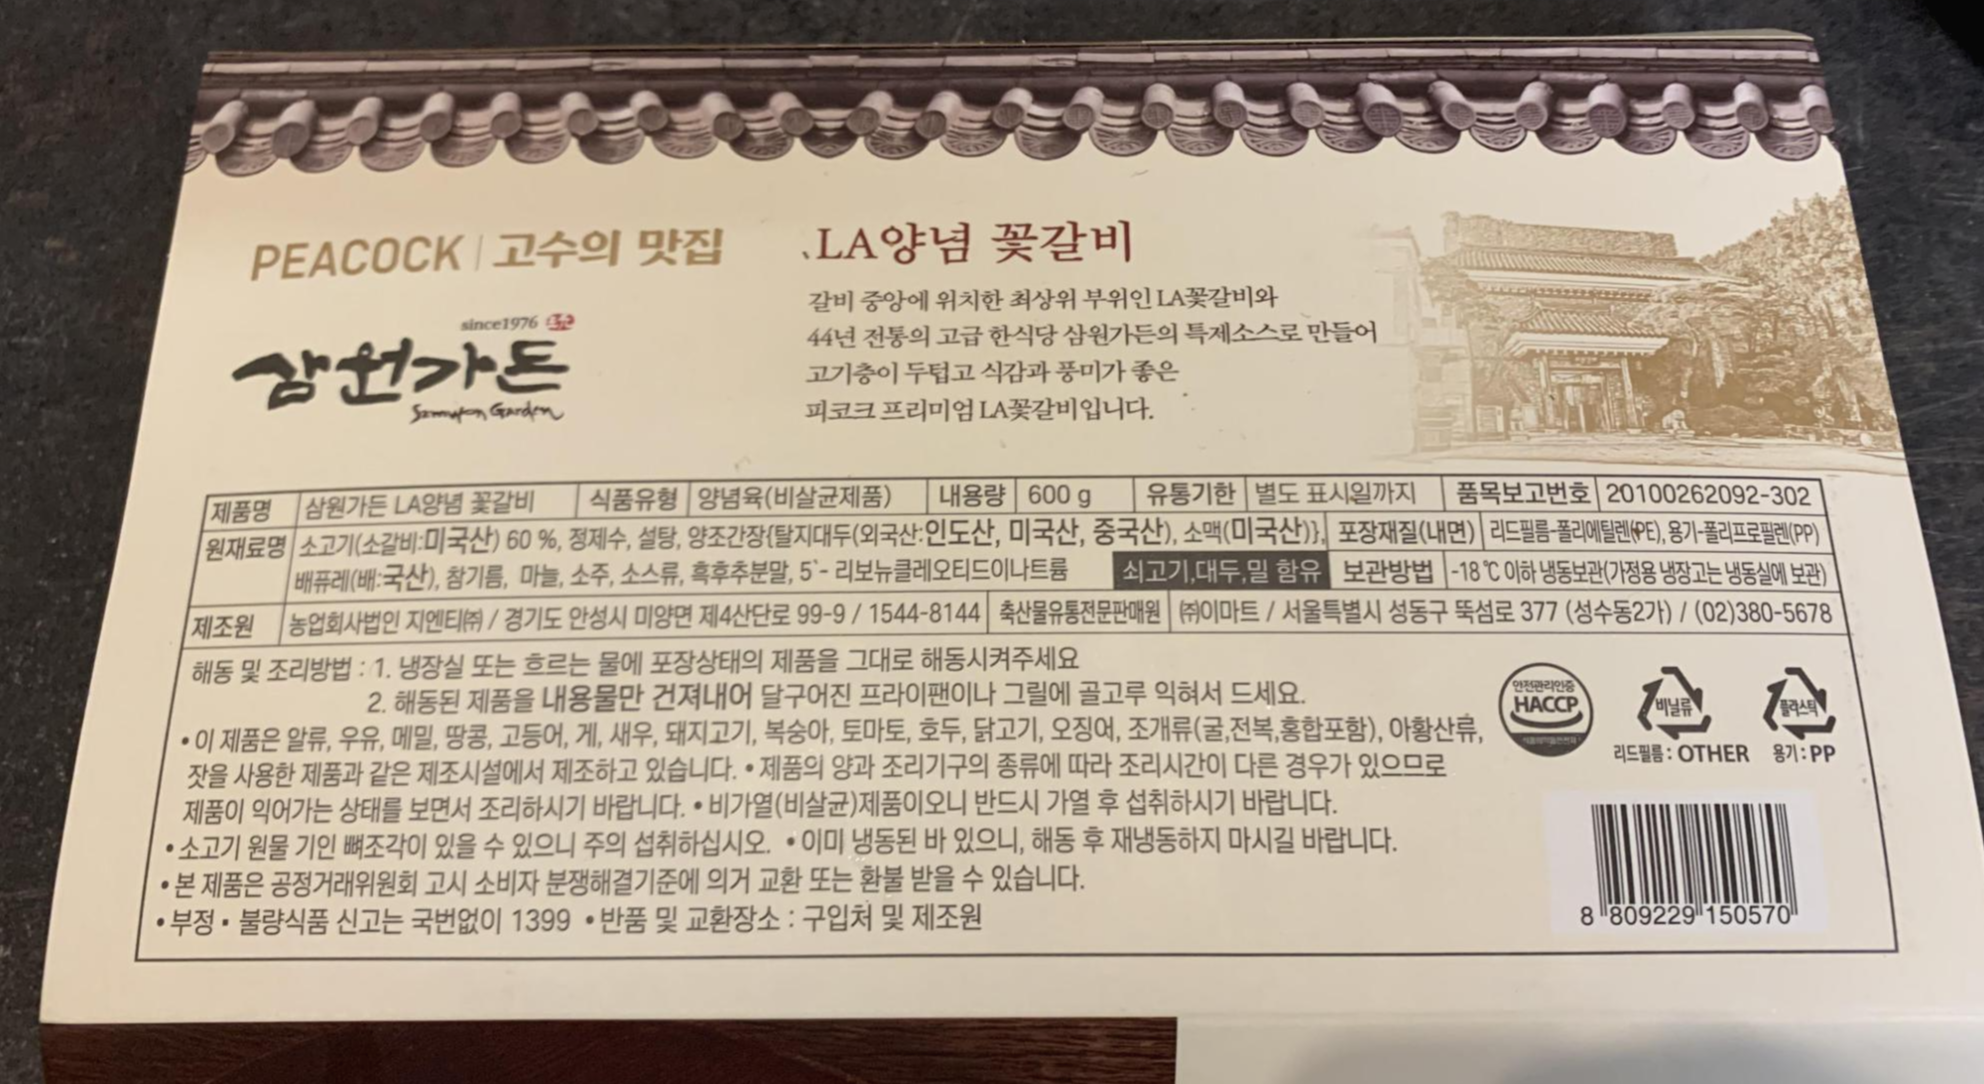 PEACOCK | 고수의 맛집
since1976
삼원가든
Samwon Garden
LA양념 꽃갈비
갈비 중앙에 위치한 최상위 부위인 LA꽃갈비와
44년 전통의 고급 한식당 삼원가든의 특제소스로 만들어
고기층이 두텁고 식감과 풍미가 좋은
피코크 프리미엄 LA꽃갈비입니다.
제품명 삼원가든 LA양념 꽃갈비 식품유형 양념육(비살균제품) 내용량 600 g 유통기한 별도 표시일까지 품목보고번호 20100262092-302
원재료명 소고기(소갈비:미국산) 60 %, 정제수, 설탕, 양조간장{탈지대두(외국산:인도산, 미국산, 중국산), 소맥(미국산)}, 포장재질(내면) 리드필름-폴리에틸렌(PE), 용기-폴리프로필렌(PP)
배퓨레(배:국산), 참기름, 마늘, 소주, 소스류, 흑후추분말, 5`- 리보뉴클레오티드이나트륨 쇠고기,대두,밀 함유 보관방법 -18℃ 이하 냉동보관(가정용 냉장고는 냉동실에 보관)
제조원 농업회사법인 지엔티㈜ / 경기도 안성시 미양면 제4산단로 99-9 / 1544-8144 축산물유통전문판매원 ㈜이마트 / 서울특별시 성동구 뚝섬로 377 (성수동2가) / (02)380-5678
해동 및 조리방법 : 1. 냉장실 또는 흐르는 물에 포장상태의 제품을 그대로 해동시켜주세요
2. 해동된 제품을 내용물만 건져내어 달구어진 프라이팬이나 그릴에 골고루 익혀서 드세요.
• 이 제품은 알류, 우유, 메밀, 땅콩, 고등어, 게, 새우, 돼지고기, 복숭아, 토마토, 호두, 닭고기, 오징어, 조개류(굴,전복,홍합포함), 아황산류,
잣을 사용한 제품과 같은 제조시설에서 제조하고 있습니다. • 제품의 양과 조리기구의 종류에 따라 조리시간이 다른 경우가 있으므로
제품이 익어가는 상태를 보면서 조리하시기 바랍니다. • 비가열(비살균)제품이오니 반드시 가열 후 섭취하시기 바랍니다.
• 소고기 원물 기인 뼈조각이 있을 수 있으니 주의 섭취하십시오. • 이미 냉동된 바 있으니, 해동 후 재냉동하지 마시길 바랍니다.
• 본 제품은 공정거래위원회 고시 소비자 분쟁해결기준에 의거 교환 또는 환불 받을 수 있습니다.
• 부정 • 불량식품 신고는 국번없이 1399 • 반품 및 교환장소 : 구입처 및 제조원
안전관리인증
HACCP
비닐류
리드필름 : OTHER
플라스틱
용기 : PP
8 809229 150570